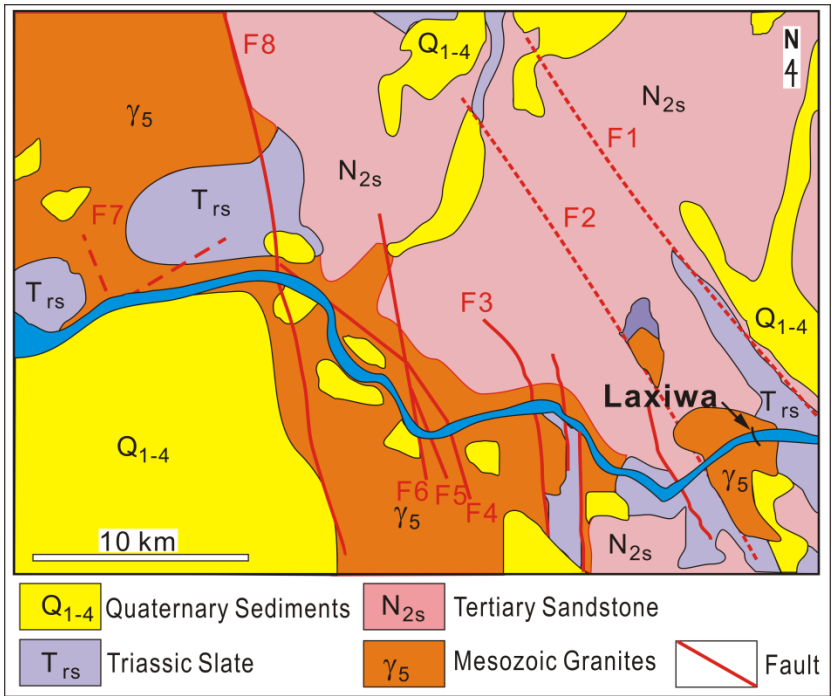 F8
Q1-4
N
γ5
N2s
F1
N2s
Trs
F7
F2
Trs
F3
Q1-4
Laxiwa
Trs
Q1-4
γ5
F6
F5
F4
γ5
10 km
N2s
Q1-4 Quaternary Sediments N2s Tertiary Sandstone
Trs Triassic Slate γ5 Mesozoic Granites Fault